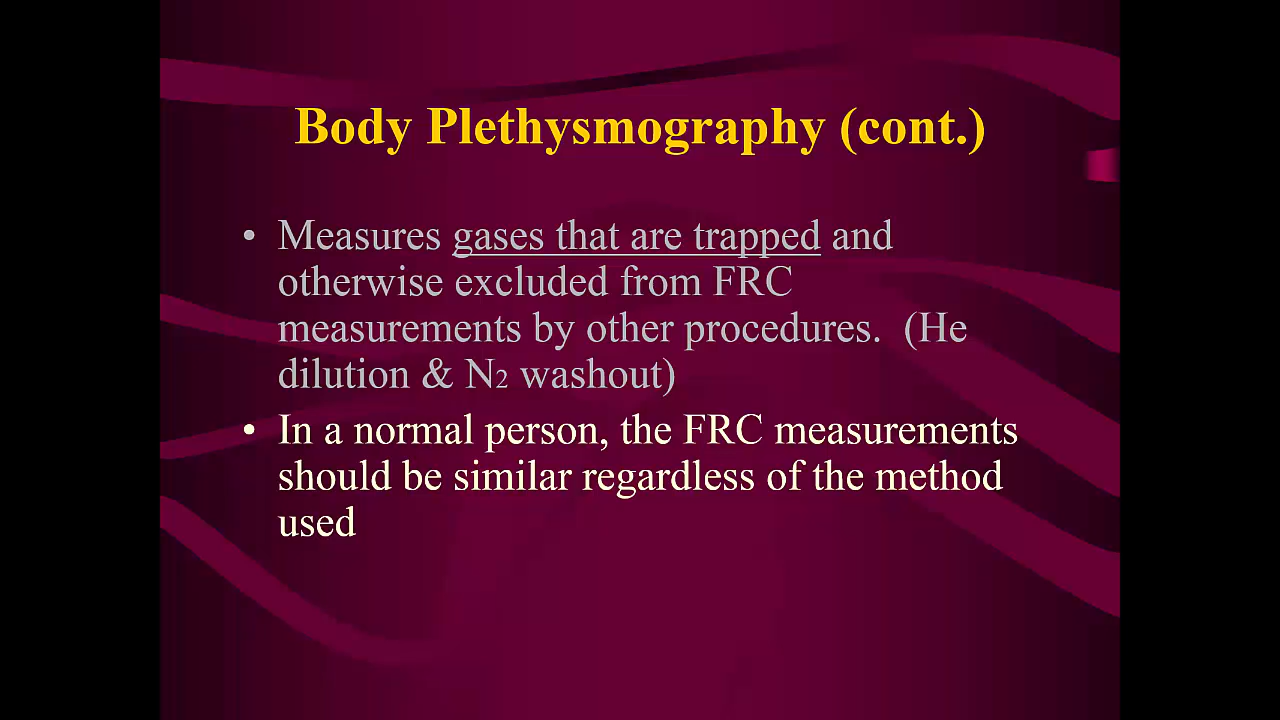 Body Plethysmography (cont.)
• Measures gases that are trapped and
otherwise excluded from FRC
measurements by other procedures.  (He
dilution & N2 washout)
• In a normal person, the FRC measurements
should be similar regardless of the method
used